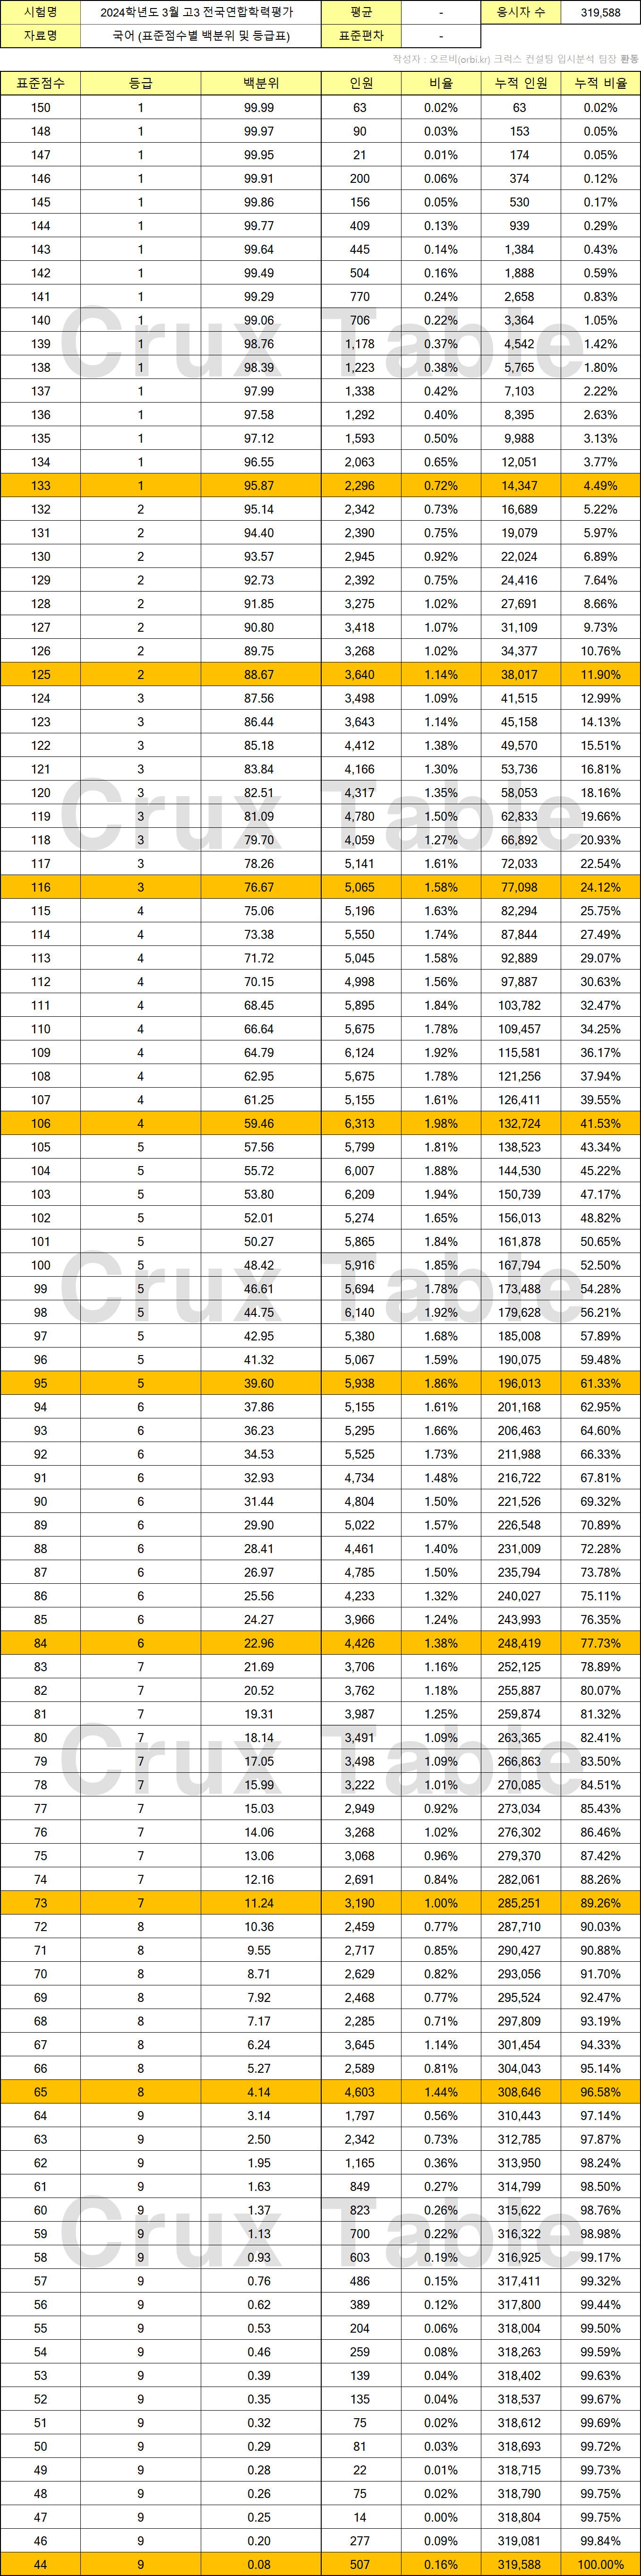 시험명 2024학년도 3월 고3 전국연합학력평가 평균 - 응시자 수 319,588
자료명 국어 (표준점수별 백분위 및 등급표) 표준편차 -
작성자 : 오르비(orbi.kr) 크럭스 컨설팅 입시분석 팀장 환동
표준점수 등급 백분위 인원 비율 누적 인원 누적 비율
150 1 99.99 63 0.02% 63 0.02%
148 1 99.97 90 0.03% 153 0.05%
147 1 99.95 21 0.01% 174 0.05%
146 1 99.91 200 0.06% 374 0.12%
145 1 99.86 156 0.05% 530 0.17%
144 1 99.77 409 0.13% 939 0.29%
143 1 99.64 445 0.14% 1,384 0.43%
142 1 99.49 504 0.16% 1,888 0.59%
141 1 99.29 770 0.24% 2,658 0.83%
140 1 99.06 706 0.22% 3,364 1.05%
Crux Table
139 1 98.76 1,178 0.37% 4,542 1.42%
138 1 98.39 1,223 0.38% 5,765 1.80%
137 1 97.99 1,338 0.42% 7,103 2.22%
136 1 97.58 1,292 0.40% 8,395 2.63%
135 1 97.12 1,593 0.50% 9,988 3.13%
134 1 96.55 2,063 0.65% 12,051 3.77%
133 1 95.87 2,296 0.72% 14,347 4.49%
132 2 95.14 2,342 0.73% 16,689 5.22%
131 2 94.40 2,390 0.75% 19,079 5.97%
130 2 93.57 2,945 0.92% 22,024 6.89%
129 2 92.73 2,392 0.75% 24,416 7.64%
128 2 91.85 3,275 1.02% 27,691 8.66%
127 2 90.80 3,418 1.07% 31,109 9.73%
126 2 89.75 3,268 1.02% 34,377 10.76%
125 2 88.67 3,640 1.14% 38,017 11.90%
124 3 87.56 3,498 1.09% 41,515 12.99%
123 3 86.44 3,643 1.14% 45,158 14.13%
122 3 85.18 4,412 1.38% 49,570 15.51%
121 3 83.84 4,166 1.30% 53,736 16.81%
120 3 82.51 4,317 1.35% 58,053 18.16%
Crux Table
119 3 81.09 4,780 1.50% 62,833 19.66%
118 3 79.70 4,059 1.27% 66,892 20.93%
117 3 78.26 5,141 1.61% 72,033 22.54%
116 3 76.67 5,065 1.58% 77,098 24.12%
115 4 75.06 5,196 1.63% 82,294 25.75%
114 4 73.38 5,550 1.74% 87,844 27.49%
113 4 71.72 5,045 1.58% 92,889 29.07%
112 4 70.15 4,998 1.56% 97,887 30.63%
111 4 68.45 5,895 1.84% 103,782 32.47%
110 4 66.64 5,675 1.78% 109,457 34.25%
109 4 64.79 6,124 1.92% 115,581 36.17%
108 4 62.95 5,675 1.78% 121,256 37.94%
107 4 61.25 5,155 1.61% 126,411 39.55%
106 4 59.46 6,313 1.98% 132,724 41.53%
105 5 57.56 5,799 1.81% 138,523 43.34%
104 5 55.72 6,007 1.88% 144,530 45.22%
103 5 53.80 6,209 1.94% 150,739 47.17%
102 5 52.01 5,274 1.65% 156,013 48.82%
101 5 50.27 5,865 1.84% 161,878 50.65%
100 5 48.42 5,916 1.85% 167,794 52.50%
Crux Table
99 5 46.61 5,694 1.78% 173,488 54.28%
98 5 44.75 6,140 1.92% 179,628 56.21%
97 5 42.95 5,380 1.68% 185,008 57.89%
96 5 41.32 5,067 1.59% 190,075 59.48%
95 5 39.60 5,938 1.86% 196,013 61.33%
94 6 37.86 5,155 1.61% 201,168 62.95%
93 6 36.23 5,295 1.66% 206,463 64.60%
92 6 34.53 5,525 1.73% 211,988 66.33%
91 6 32.93 4,734 1.48% 216,722 67.81%
90 6 31.44 4,804 1.50% 221,526 69.32%
89 6 29.90 5,022 1.57% 226,548 70.89%
88 6 28.41 4,461 1.40% 231,009 72.28%
87 6 26.97 4,785 1.50% 235,794 73.78%
86 6 25.56 4,233 1.32% 240,027 75.11%
85 6 24.27 3,966 1.24% 243,993 76.35%
84 6 22.96 4,426 1.38% 248,419 77.73%
83 7 21.69 3,706 1.16% 252,125 78.89%
82 7 20.52 3,762 1.18% 255,887 80.07%
81 7 19.31 3,987 1.25% 259,874 81.32%
80 7 18.14 3,491 1.09% 263,365 82.41%
Crux Table
79 7 17.05 3,498 1.09% 266,863 83.50%
78 7 15.99 3,222 1.01% 270,085 84.51%
77 7 15.03 2,949 0.92% 273,034 85.43%
76 7 14.06 3,268 1.02% 276,302 86.46%
75 7 13.06 3,068 0.96% 279,370 87.42%
74 7 12.16 2,691 0.84% 282,061 88.26%
73 7 11.24 3,190 1.00% 285,251 89.26%
72 8 10.36 2,459 0.77% 287,710 90.03%
71 8 9.55 2,717 0.85% 290,427 90.88%
70 8 8.71 2,629 0.82% 293,056 91.70%
69 8 7.92 2,468 0.77% 295,524 92.47%
68 8 7.17 2,285 0.71% 297,809 93.19%
67 8 6.24 3,645 1.14% 301,454 94.33%
66 8 5.27 2,589 0.81% 304,043 95.14%
65 8 4.14 4,603 1.44% 308,646 96.58%
64 9 3.14 1,797 0.56% 310,443 97.14%
63 9 2.50 2,342 0.73% 312,785 97.87%
62 9 1.95 1,165 0.36% 313,950 98.24%
61 9 1.63 849 0.27% 314,799 98.50%
60 9 1.37 823 0.26% 315,622 98.76%
Crux Table
59 9 1.13 700 0.22% 316,322 98.98%
58 9 0.93 603 0.19% 316,925 99.17%
57 9 0.76 486 0.15% 317,411 99.32%
56 9 0.62 389 0.12% 317,800 99.44%
55 9 0.53 204 0.06% 318,004 99.50%
54 9 0.46 259 0.08% 318,263 99.59%
53 9 0.39 139 0.04% 318,402 99.63%
52 9 0.35 135 0.04% 318,537 99.67%
51 9 0.32 75 0.02% 318,612 99.69%
50 9 0.29 81 0.03% 318,693 99.72%
49 9 0.28 22 0.01% 318,715 99.73%
48 9 0.26 75 0.02% 318,790 99.75%
47 9 0.25 14 0.00% 318,804 99.75%
46 9 0.20 277 0.09% 319,081 99.84%
44 9 0.08 507 0.16% 319,588 100.00%